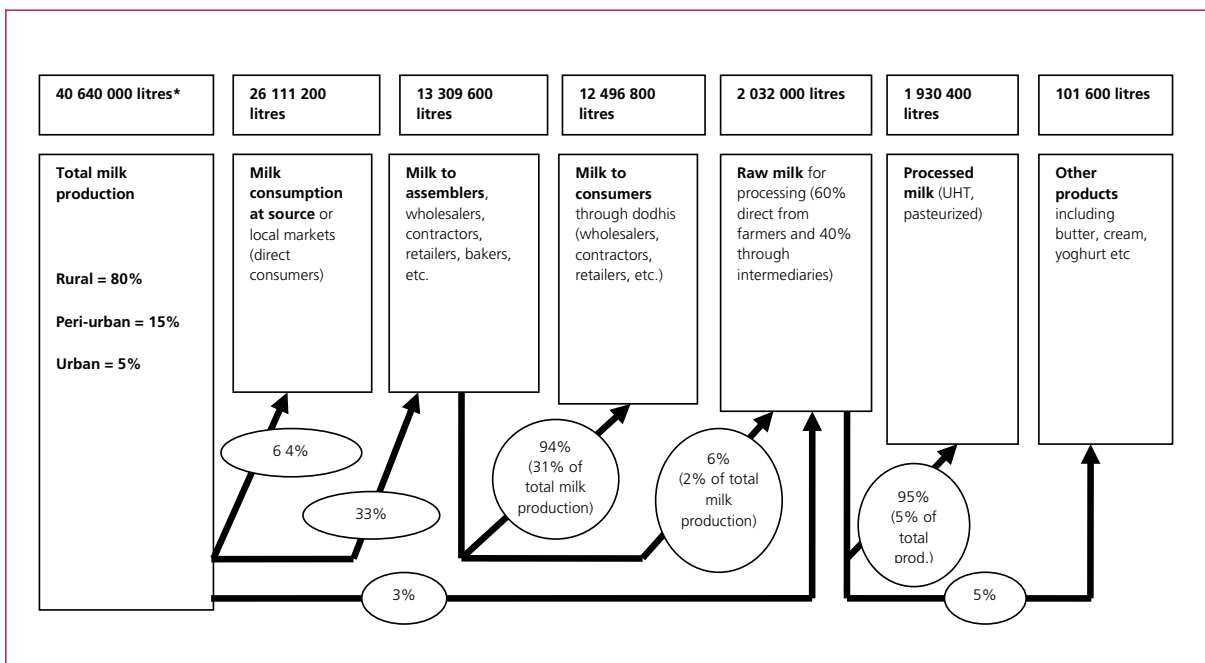 40 640 000 litres*
26 111 200
litres
13 309 600
litres
12 496 800
litres
2 032 000 litres
1 930 400
litres
101 600 litres
Total milk
production
Rural = 80%
Peri-urban = 15%
Urban = 5%
Milk
consumption
at source or
local markets
(direct
consumers)
Milk to
assemblers,
wholesalers,
contractors,
retailers, bakers,
etc.
Milk to
consumers
through dodhis
(wholesalers,
contractors,
retailers, etc.)
Raw milk for
processing (60%
direct from
farmers and 40%
through
intermediaries)
Processed
milk (UHT,
pasteurized)
Other
products
including
butter, cream,
yoghurt etc
6 4%
33%
94%
(31% of
total milk
production)
6%
(2% of total
milk
production)
95%
(5% of
total
prod.)
3%
5%